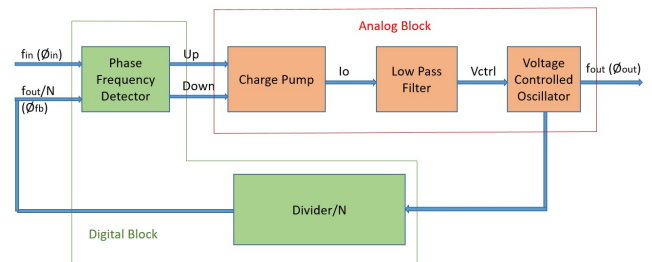 Analog Block
fin (Øin)
Phase
Frequency
Detector
Up
Down
Charge Pump
Io
Low Pass
Filter
Vctrl
Voltage
Controlled
Oscillator
fout (Øout)
fout/N
(Øfb)
Divider/N
Digital Block